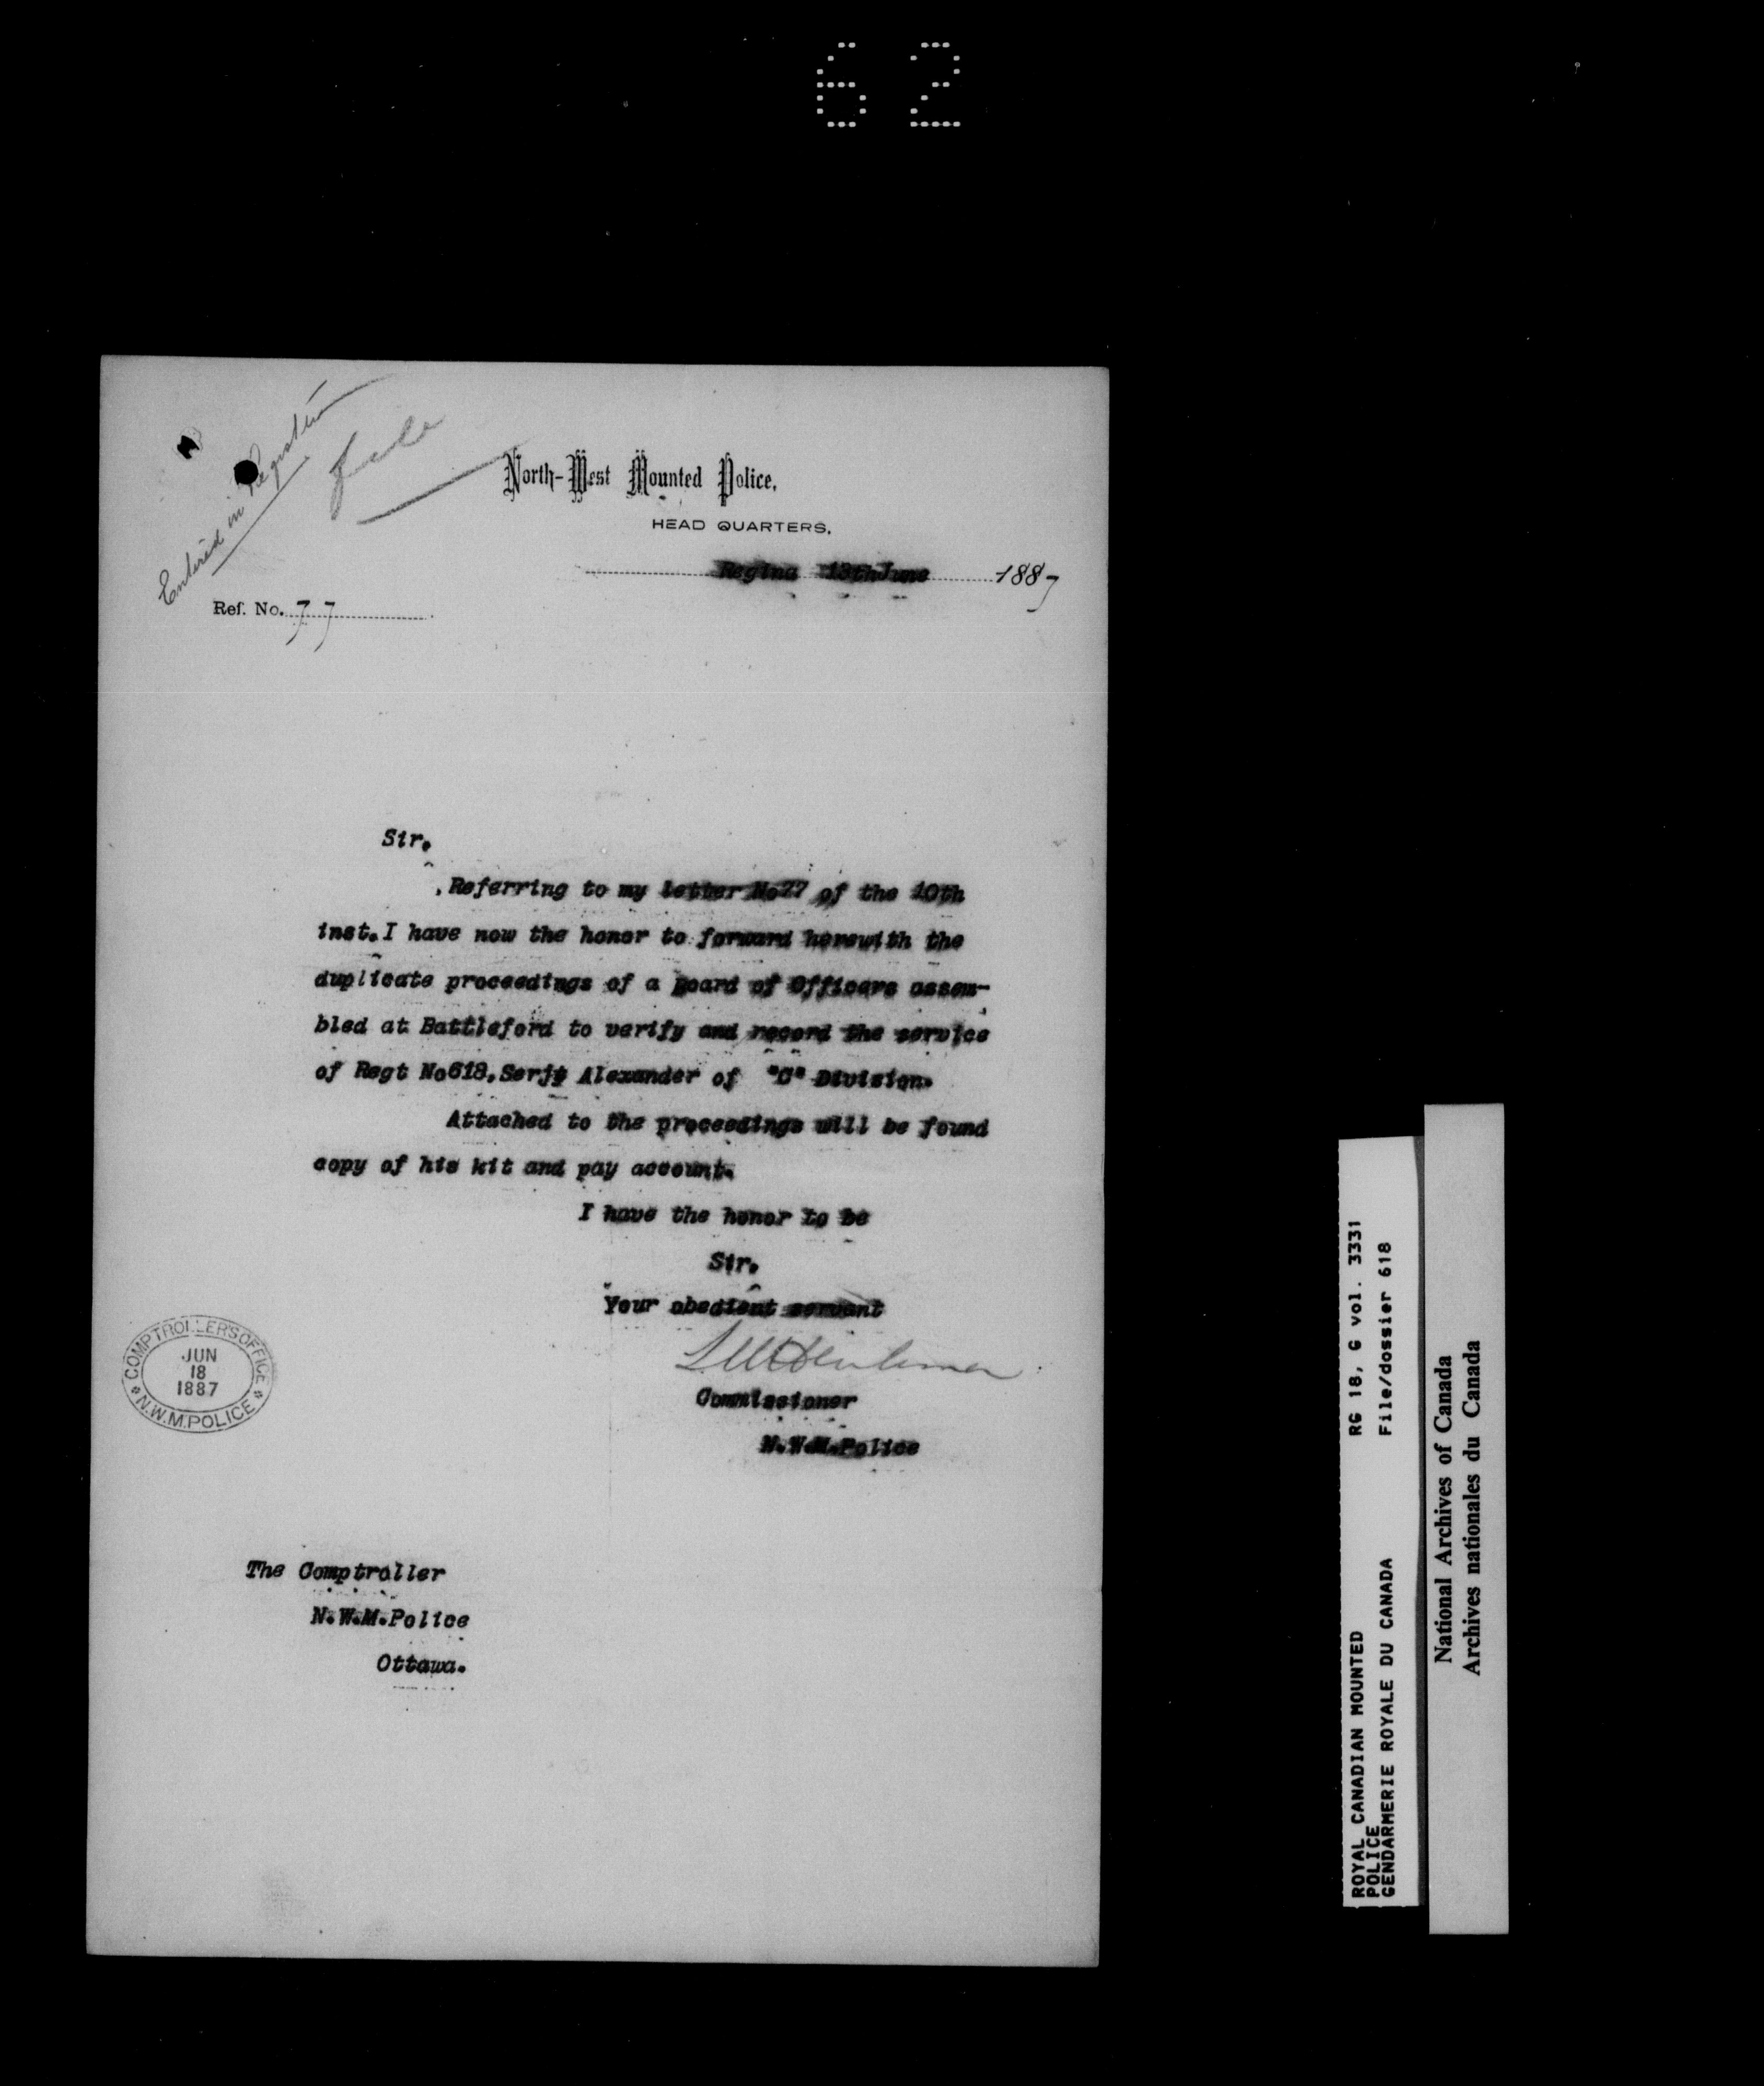 62
Entered in Register
file
North-West Mounted Police,
HEAD QUARTERS,
Regina 13th June 1887
Ref. No. 77
Sir.
Referring to my letter No77 of the 10th
inst. I have now the honor to forward herewith the
duplicate proceedings of a Board of Officers assem-
bled at Battleford to verify and record the service
of Regt No618. Serjt Alexander of "C" Division.
Attached to the proceedings will be found
copy of his kit and pay account.
I have the honor to be
Sir.
Your obedient servant
Commissioner
N.W.M.Police
COMPTROLLER'S OFFICE
JUN
18
1887
N.W.M.POLICE
The Comptroller
N.W.M.Police
Ottawa.
ROYAL CANADIAN MOUNTED RG 18, G vol. 3331
POLICE
GENDARMERIE ROYALE DU CANADA File/dossier 618
National Archives of Canada
Archives nationales du Canada